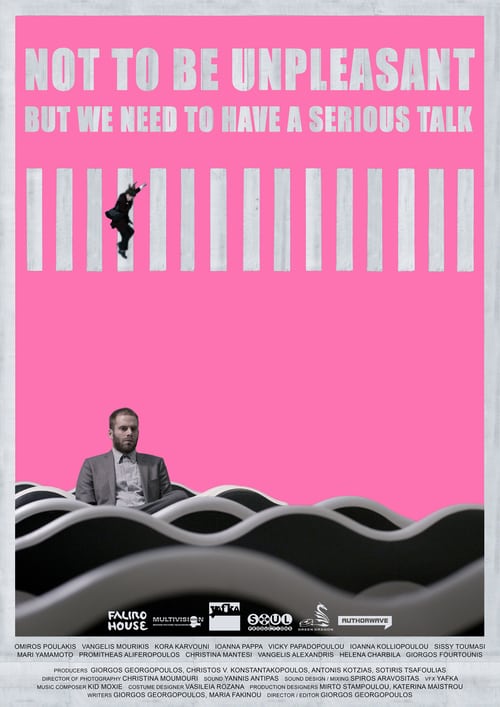 NOT TO BE UNPLEASANT
BUT WE NEED TO HAVE A SERIOUS TALK
FALIRO HOUSE
MULTIVISION
yafka
SOUL PRODUCTIONS
GREEN DRAGON
AUTHORWAVE
OMIROS POULAKIS VANGELIS MOURIKIS KORA KARVOUNI IOANNA PAPPA VICKY PAPADOPOULOU IOANNA KOLLIOPOULOU SISSY TOUMASI
MARI YAMAMOTO PROMITHEAS ALIFEROPOULOS CHRISTINA MANTESI VANGELIS ALEXANDRIS HELENA CHARBILA GIORGOS FOURTOUNIS
PRODUCERS GIORGOS GEORGOPOULOS, CHRISTOS V. KONSTANTAKOPOULOS, ANTONIS KOTZIAS, SOTIRIS TSAFOULIAS
DIRECTOR OF PHOTOGRAPHY CHRISTINA MOUMOURI SOUND YANNIS ANTIPAS SOUND DESIGN / MIXING SPIROS ARAVOSITAS VFX YAFKA
MUSIC COMPOSER KID MOXIE COSTUME DESIGNER VASILEIA ROZANA PRODUCTION DESIGNERS MIRTO STAMPOULOU, KATERINA MAISTROU
WRITERS GIORGOS GEORGOPOULOS, MARIA FAKINOU DIRECTOR / EDITOR GIORGOS GEORGOPOULOS